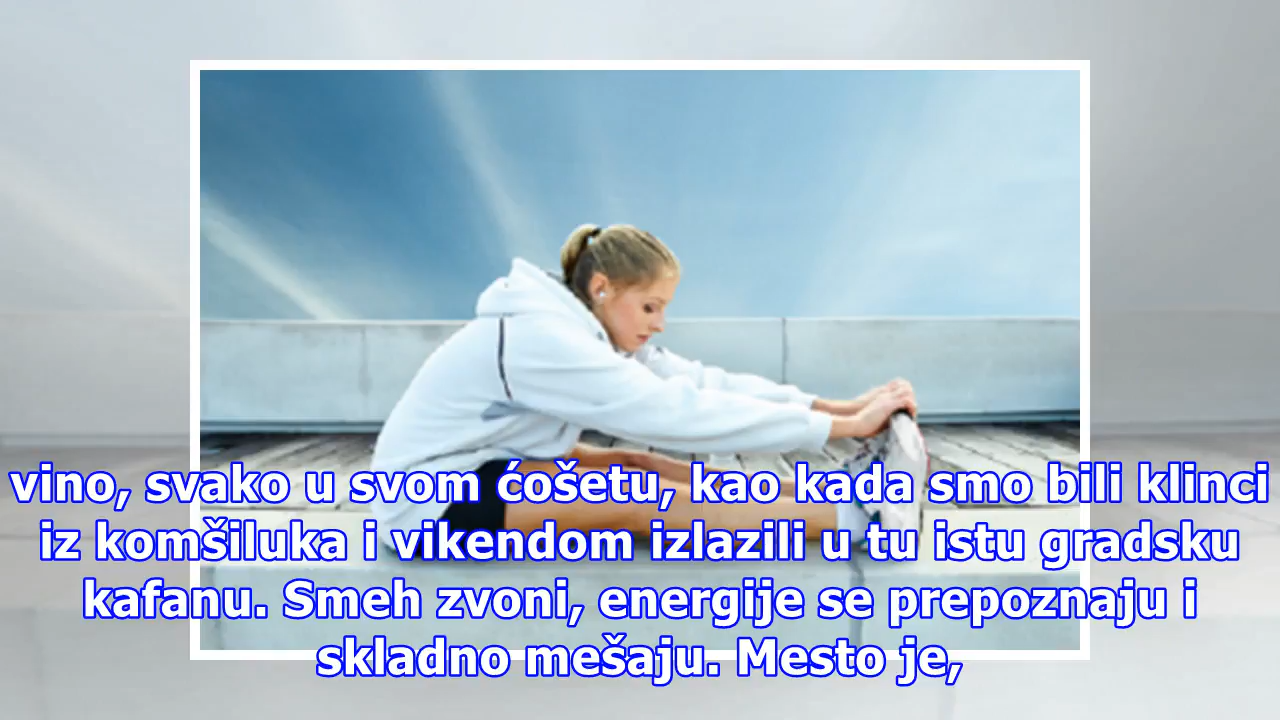 vino, svako u svom ćošetu, kao kada smo bili klinci
iz komšiluka i vikendom izlazili u tu istu gradsku
kafanu. Smeh zvoni, energije se prepoznaju i
skladno mešaju. Mesto je,